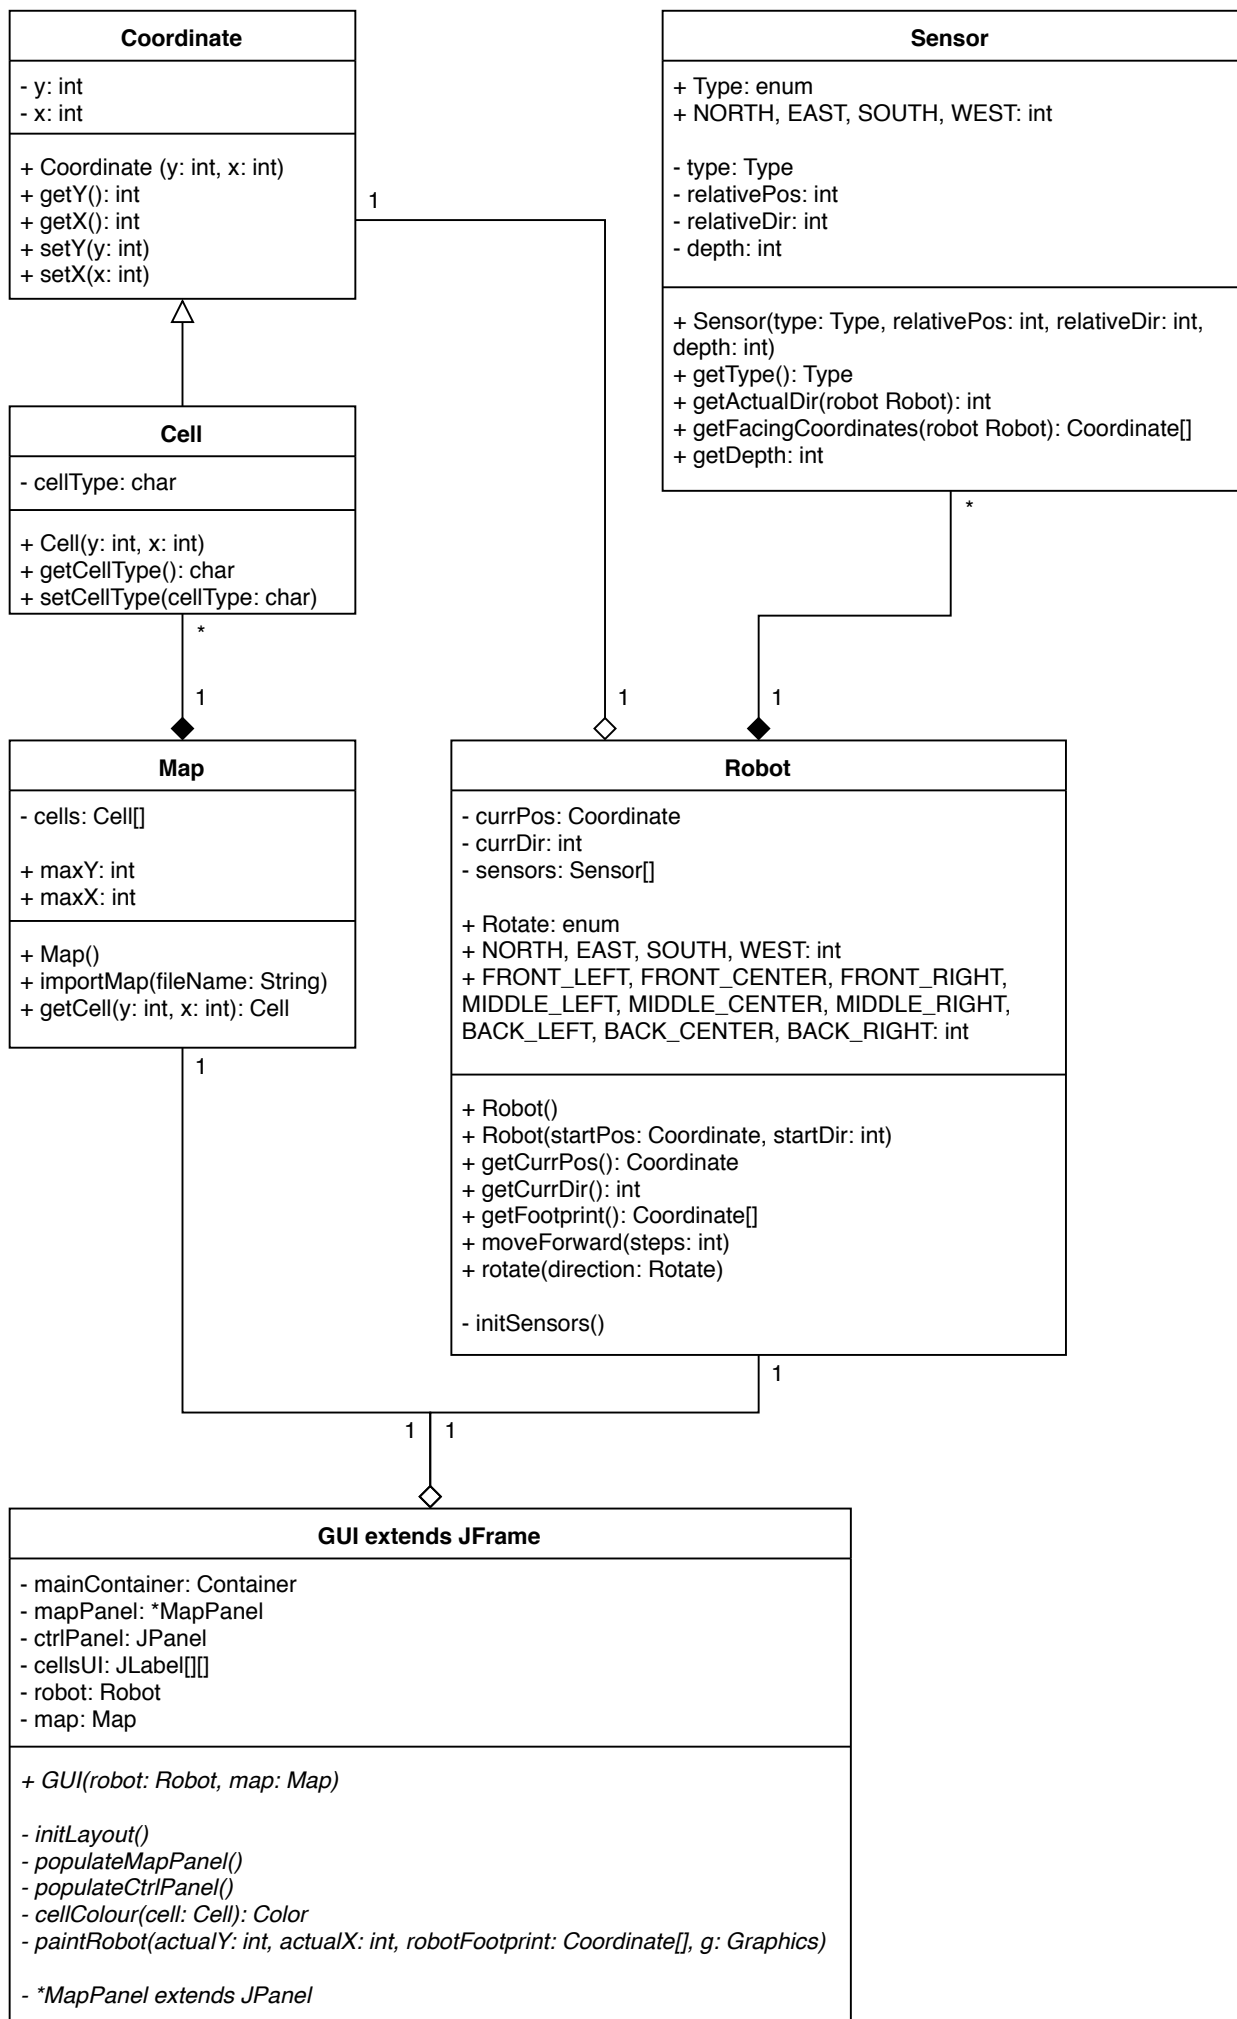 Coordinate
- y: int
- x: int
+ Coordinate (y: int, x: int)
+ getY(): int
+ getX(): int
+ setY(y: int)
+ setX(x: int)
1
Sensor
+ Type: enum
+ NORTH, EAST, SOUTH, WEST: int
- type: Type
- relativePos: int
- relativeDir: int
- depth: int
+ Sensor(type: Type, relativePos: int, relativeDir: int,
depth: int)
+ getType(): Type
+ getActualDir(robot Robot): int
+ getFacingCoordinates(robot Robot): Coordinate[]
+ getDepth: int
*
Cell
- cellType: char
+ Cell(y: int, x: int)
+ getCellType(): char
+ setCellType(cellType: char)
*
1
1
1
Map
- cells: Cell[]
+ maxY: int
+ maxX: int
+ Map()
+ importMap(fileName: String)
+ getCell(y: int, x: int): Cell
1
Robot
- currPos: Coordinate
- currDir: int
- sensors: Sensor[]
+ Rotate: enum
+ NORTH, EAST, SOUTH, WEST: int
+ FRONT_LEFT, FRONT_CENTER, FRONT_RIGHT,
MIDDLE_LEFT, MIDDLE_CENTER, MIDDLE_RIGHT,
BACK_LEFT, BACK_CENTER, BACK_RIGHT: int
+ Robot()
+ Robot(startPos: Coordinate, startDir: int)
+ getCurrPos(): Coordinate
+ getCurrDir(): int
+ getFootprint(): Coordinate[]
+ moveForward(steps: int)
+ rotate(direction: Rotate)
- initSensors()
1
1
1
GUI extends JFrame
- mainContainer: Container
- mapPanel: *MapPanel
- ctrlPanel: JPanel
- cellsUI: JLabel[][]
- robot: Robot
- map: Map
+ GUI(robot: Robot, map: Map)
- initLayout()
- populateMapPanel()
- populateCtrlPanel()
- cellColour(cell: Cell): Color
- paintRobot(actualY: int, actualX: int, robotFootprint: Coordinate[], g: Graphics)
- *MapPanel extends JPanel